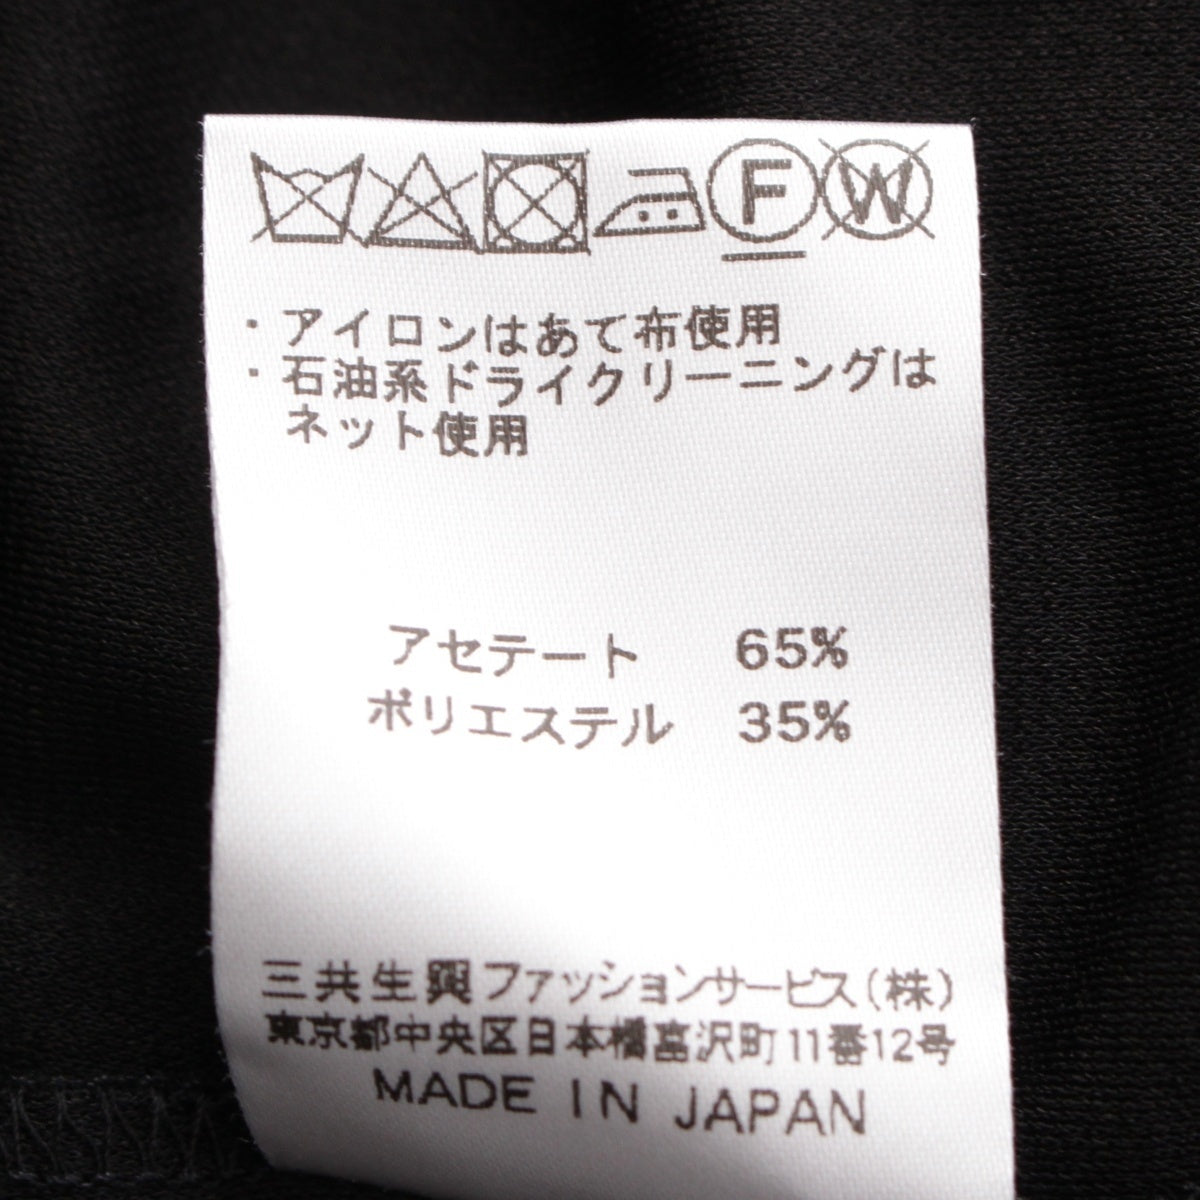 F W
・アイロンはあて布使用
・石油系ドライクリーニングは
ネット使用
アセテート 65%
ポリエステル 35%
三共生興ファッションサービス(株)
東京都中央区日本橋富沢町11番12号
MADE IN JAPAN